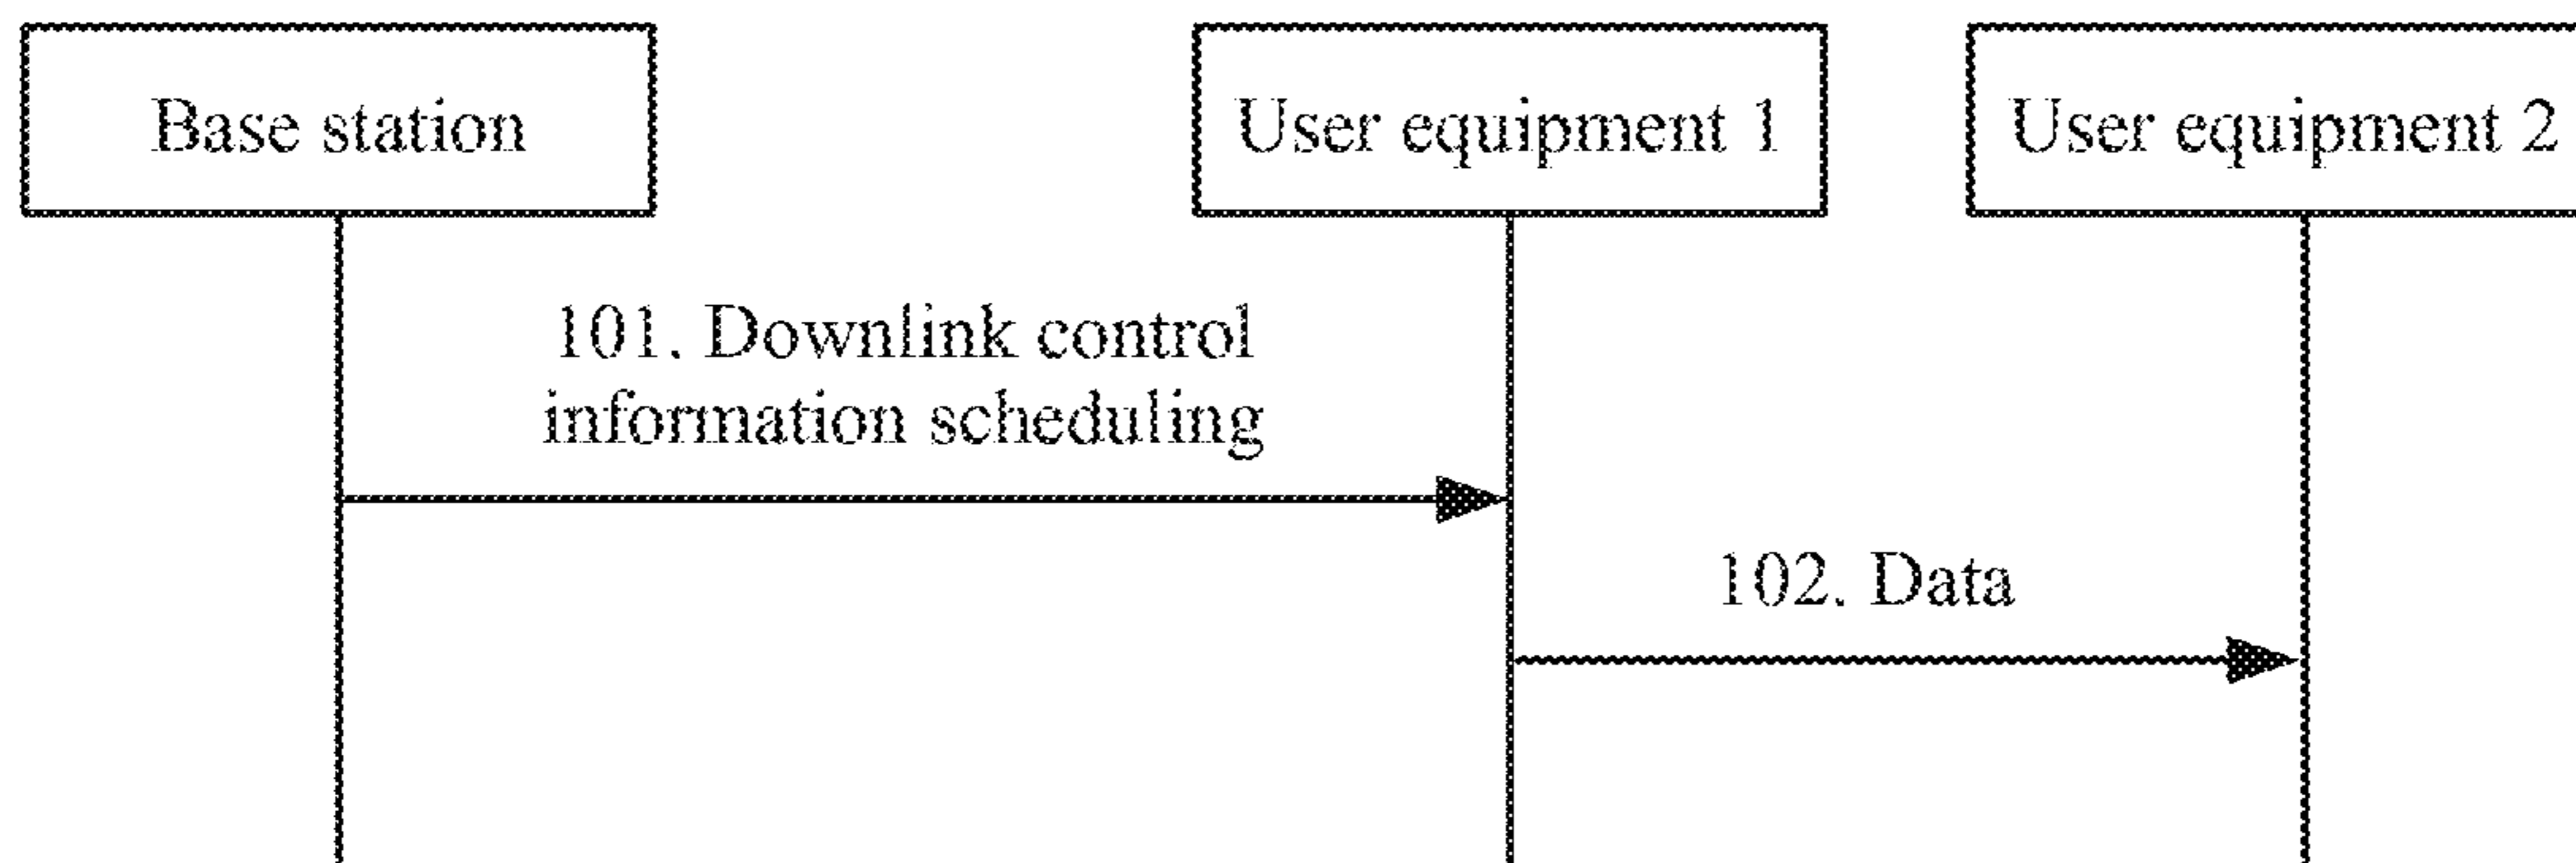 Base station
User equipment 1
User equipment 2
101. Downlink control
information scheduling
102. Data